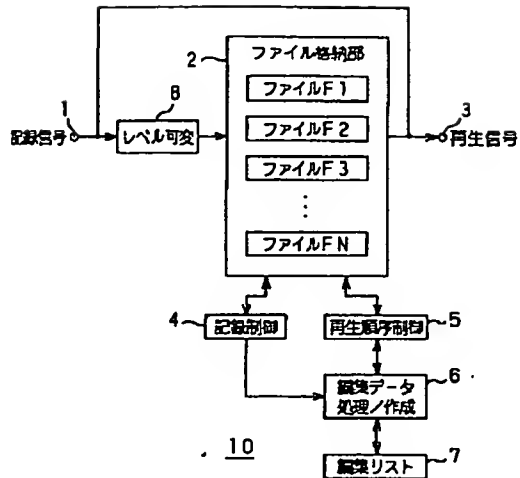 2
ファイル格納部
ファイルF1
1
8
3
記録信号
レベル可変
ファイルF2
再生信号
ファイルF3
ファイルFN
4
記録制御
再生順序制御
5
編集データ
処理/作成
6
10
編集リスト
7